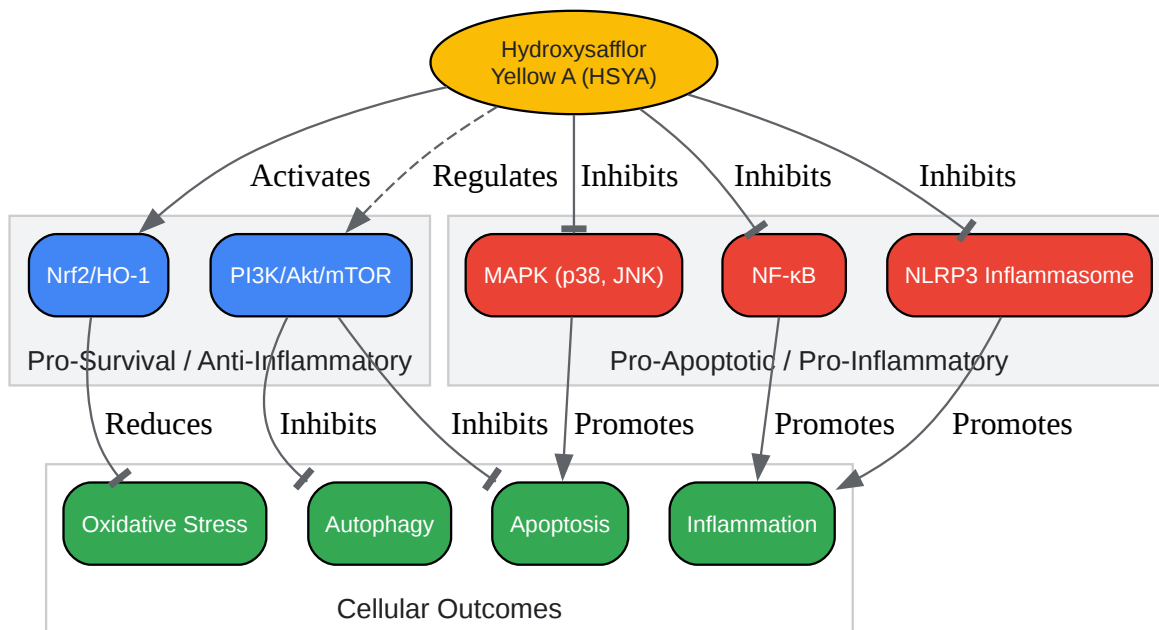 Hydroxysafflor
Yellow A (HSYA)
Activates
Regulates
Inhibits
Inhibits
Inhibits
Nrf2/HO-1
PI3K/Akt/mTOR
MAPK (p38, JNK)
NF-κB
NLRP3 Inflammasome
Pro-Survival / Anti-Inflammatory
Pro-Apoptotic / Pro-Inflammatory
Reduces
Inhibits
Inhibits
Promotes
Promotes
Promotes
Oxidative Stress
Autophagy
Apoptosis
Inflammation
Cellular Outcomes